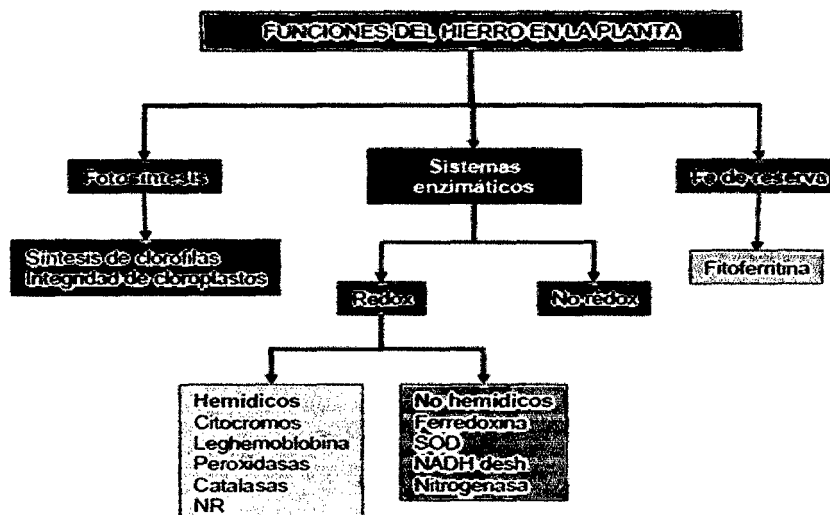 FUNCIONES DEL HIERRO EN LA PLANTA
Fotosíntesis
Sistemas
enzimáticos
Fe de reserva
Síntesis de clorofilas
Integridad de cloroplastos
Fitoferritina
Redox
No-redox
Hemídicos
Citocromos
Leghemoblobina
Peroxidasas
Catalasas
NR
No hemídicos
Ferredoxina
SOD
NADH desh
Nitrogenasa